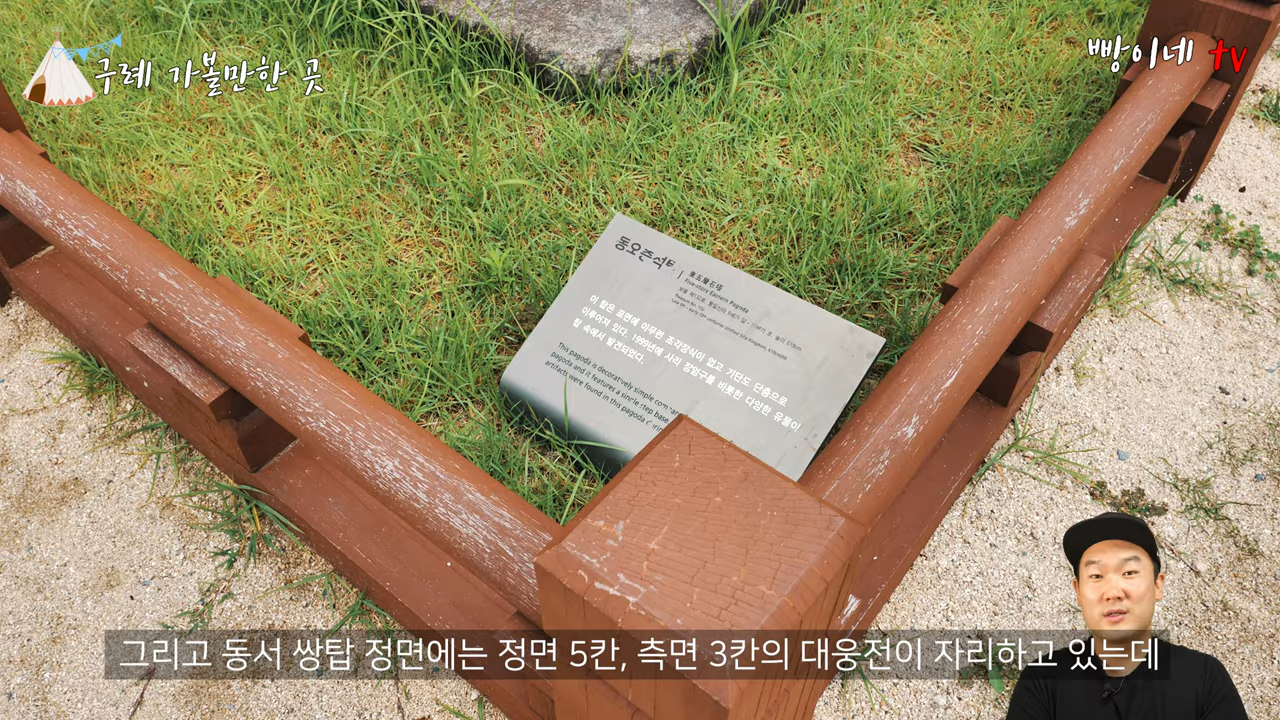 구례 가볼만한 곳
빵이네 tv
동오존석
東五層石塔
Five-story Eastern Pagoda
이 탑은 표면에 아무런 조각장식이 없고 기단도 단층으로
이루어져 있다. 1999년에 사리 장엄구를 비롯한 다양한 유물이
탑 속에서 발견되었다.
This pagoda is decoratively simple
pagoda and it features a single step base
artifacts were found in this pagoda
그리고 동서 쌍탑 정면에는 정면 5칸, 측면 3칸의 대웅전이 자리하고 있는데